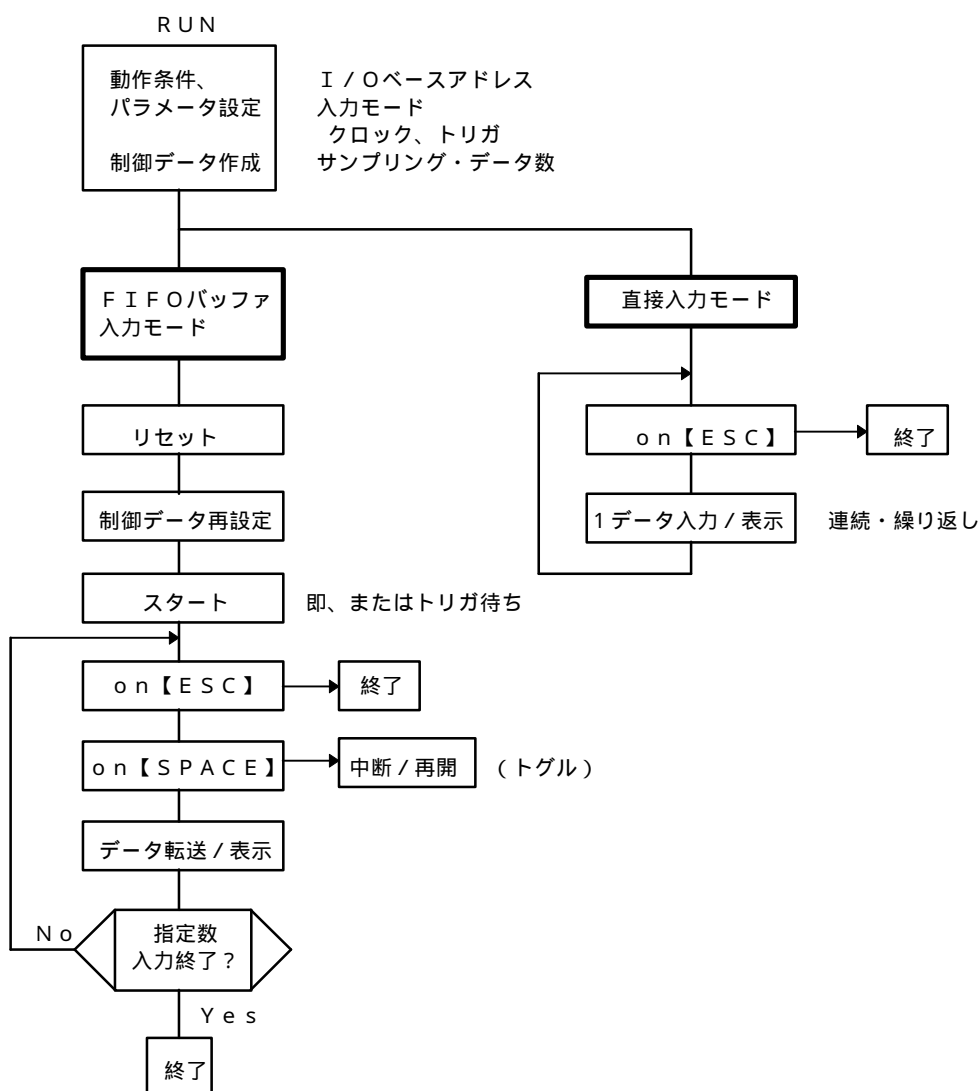 ＲＵＮ
動作条件、
パラメータ設定
制御データ作成
Ｉ／Ｏベースアドレス
入力モード
クロック、トリガ
サンプリング・データ数
ＦＩＦＯバッファ
入力モード
リセット
制御データ再設定
スタート
即、またはトリガ待ち
ｏｎ【ＥＳＣ】
終了
ｏｎ【ＳＰＡＣＥ】
中断／再開
（トグル）
データ転送／表示
指定数
入力終了？
Ｎｏ
Ｙｅｓ
終了
直接入力モード
ｏｎ【ＥＳＣ】
終了
１データ入力／表示
連続・繰り返し